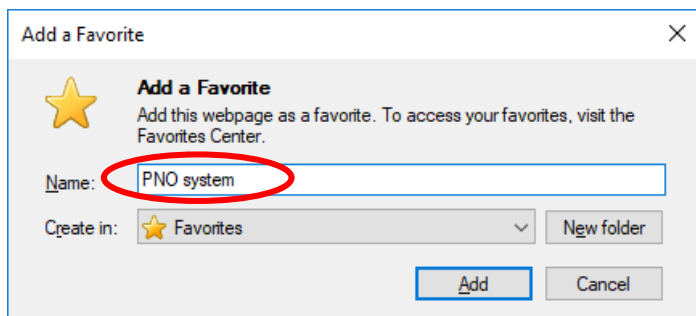 Add a Favorite
Add a Favorite
Add this webpage as a favorite. To access your favorites, visit the
Favorites Center.
Name: PNO system
Create in: Favorites New folder
Add Cancel